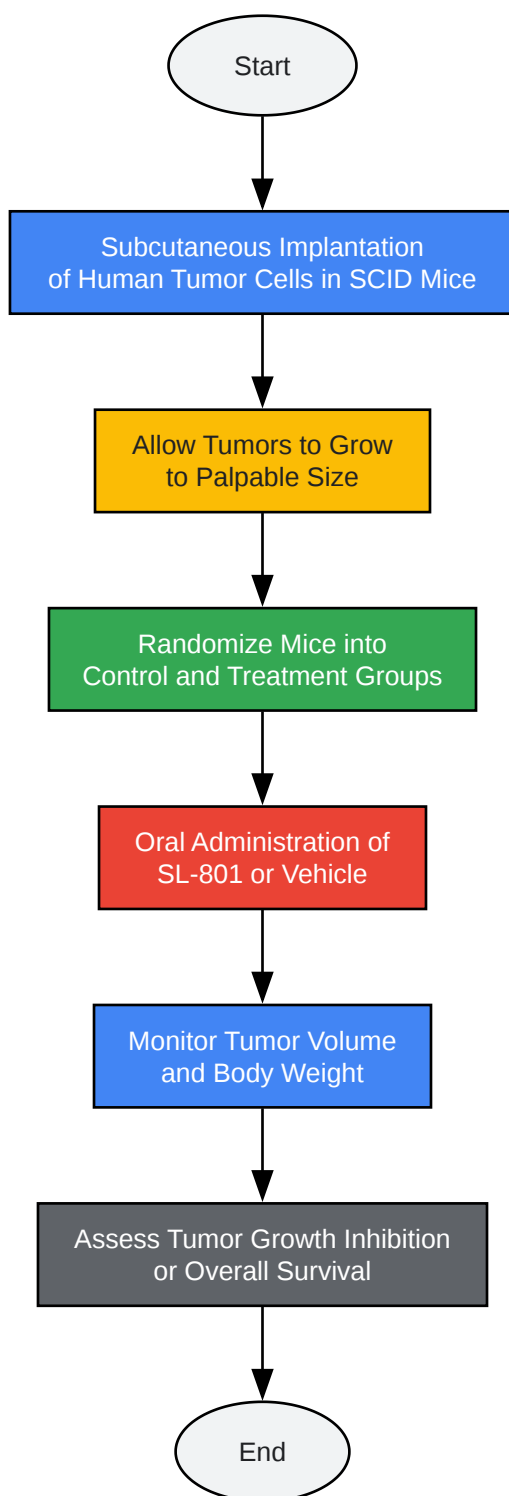 Start
Subcutaneous Implantation
of Human Tumor Cells in SCID Mice
Allow Tumors to Grow
to Palpable Size
Randomize Mice into
Control and Treatment Groups
Oral Administration of
SL-801 or Vehicle
Monitor Tumor Volume
and Body Weight
Assess Tumor Growth Inhibition
or Overall Survival
End